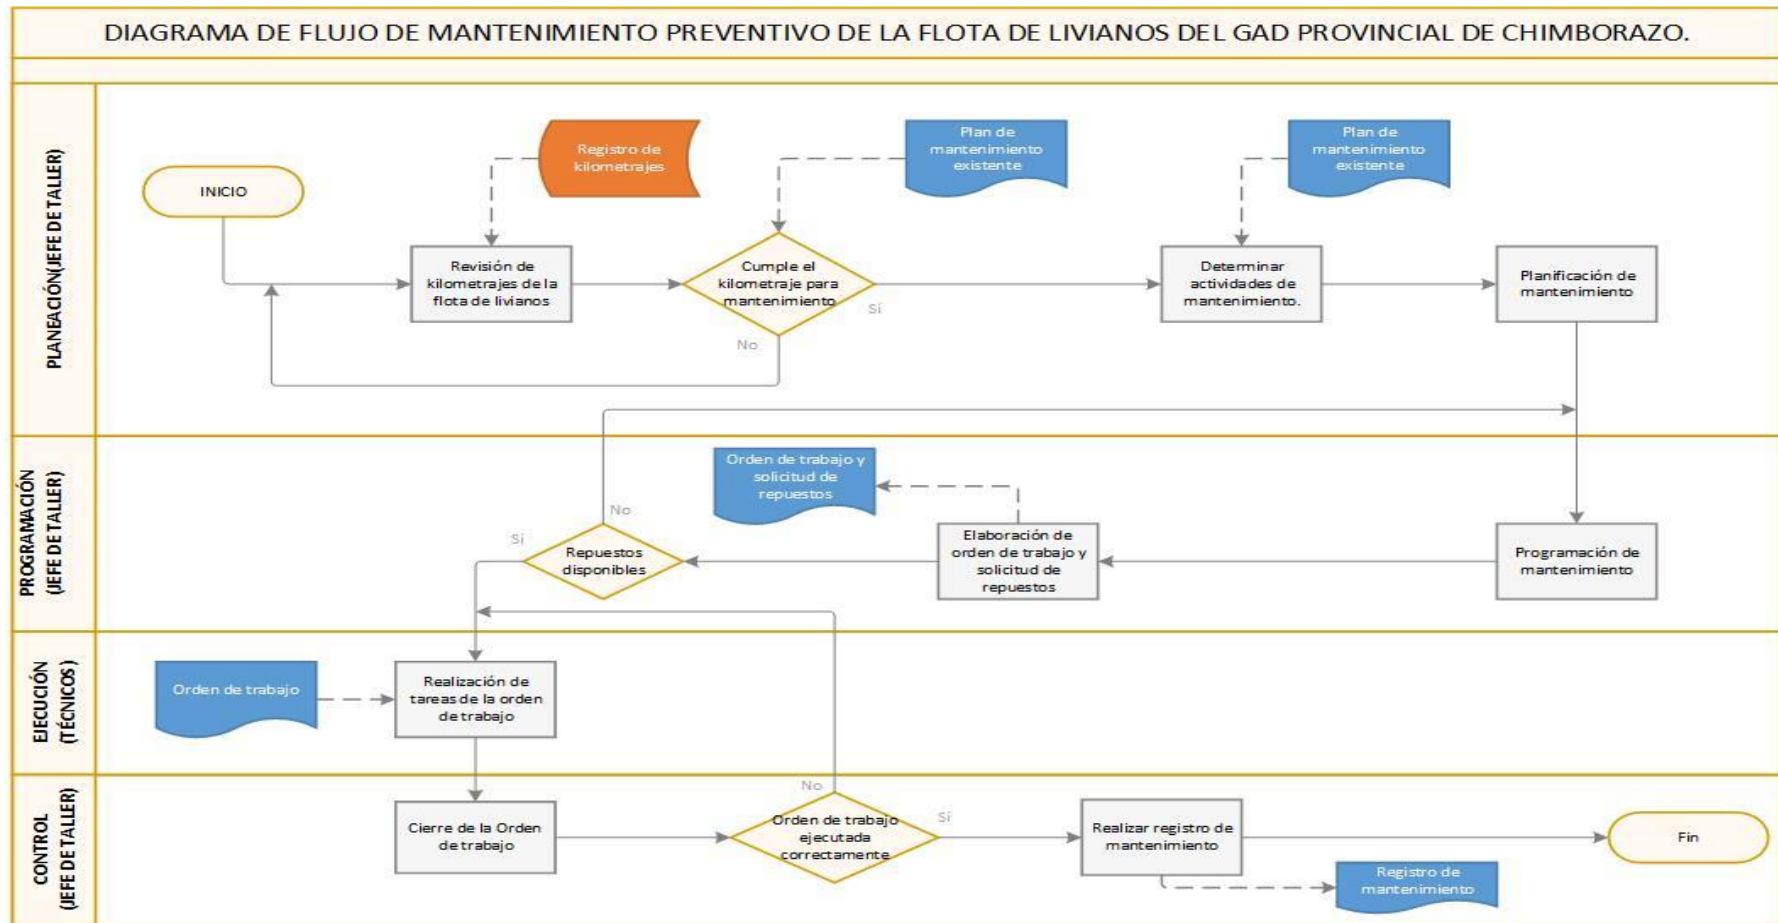 DIAGRAMA DE FLUJO DE MANTENIMIENTO PREVENTIVO DE LA FLOTA DE LIVIANOS DEL GAD PROVINCIAL DE CHIMBORAZO.
PLANEACIÓN(JEFE DE TALLER)
INICIO
Registro de
kilometrajes
Plan de
mantenimiento
existente
Plan de
mantenimiento
existente
Revisión de
kilometrajes de la
flota de livianos
Cumple el
kilometraje para
mantenimiento
Sí
No
Determinar
actividades de
mantenimiento.
Planificación de
mantenimiento
PROGRAMACIÓN
(JEFE DE TALLER)
Orden de trabajo y
solicitud de
repuestos
No
Sí
Repuestos
disponibles
Elaboración de
orden de trabajo y
solicitud de
repuestos
Programación de
mantenimiento
EJECUCIÓN
(TÉCNICOS)
Orden de trabajo
Realización de
tareas de la orden
de trabajo
CONTROL
(JEFE DE TALLER)
Cierre de la Orden
de trabajo
No
Orden de trabajo
ejecutada
correctamente
Sí
Realizar registro de
mantenimiento
Fin
Registro de
mantenimiento